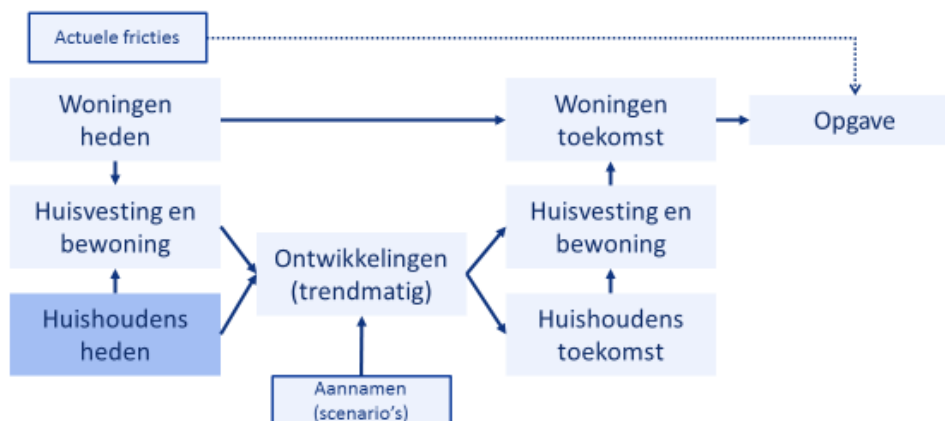 Actuele fricties
Woningen
heden
Woningen
toekomst
Opgave
Huisvesting en
bewoning
Huisvesting en
bewoning
Ontwikkelingen
(trendmatig)
Huishoudens
heden
Huishoudens
toekomst
Aannamen
(scenario's)